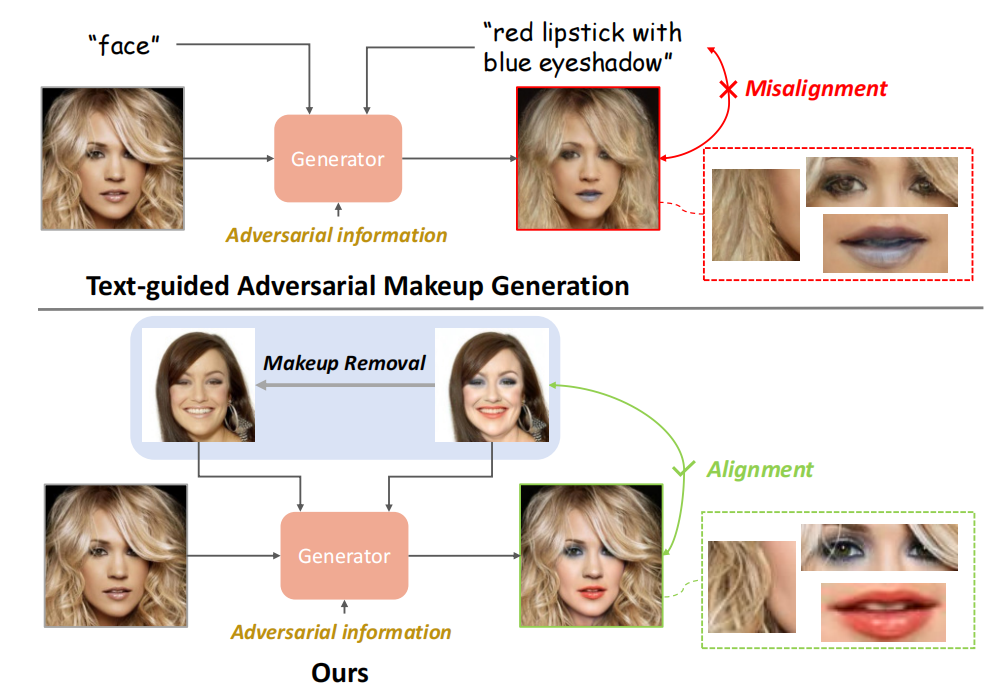 “face”
“red lipstick with
blue eyeshadow”
Misalignment
Generator
Adversarial information
Text-guided Adversarial Makeup Generation
Makeup Removal
Alignment
Generator
Adversarial information
Ours